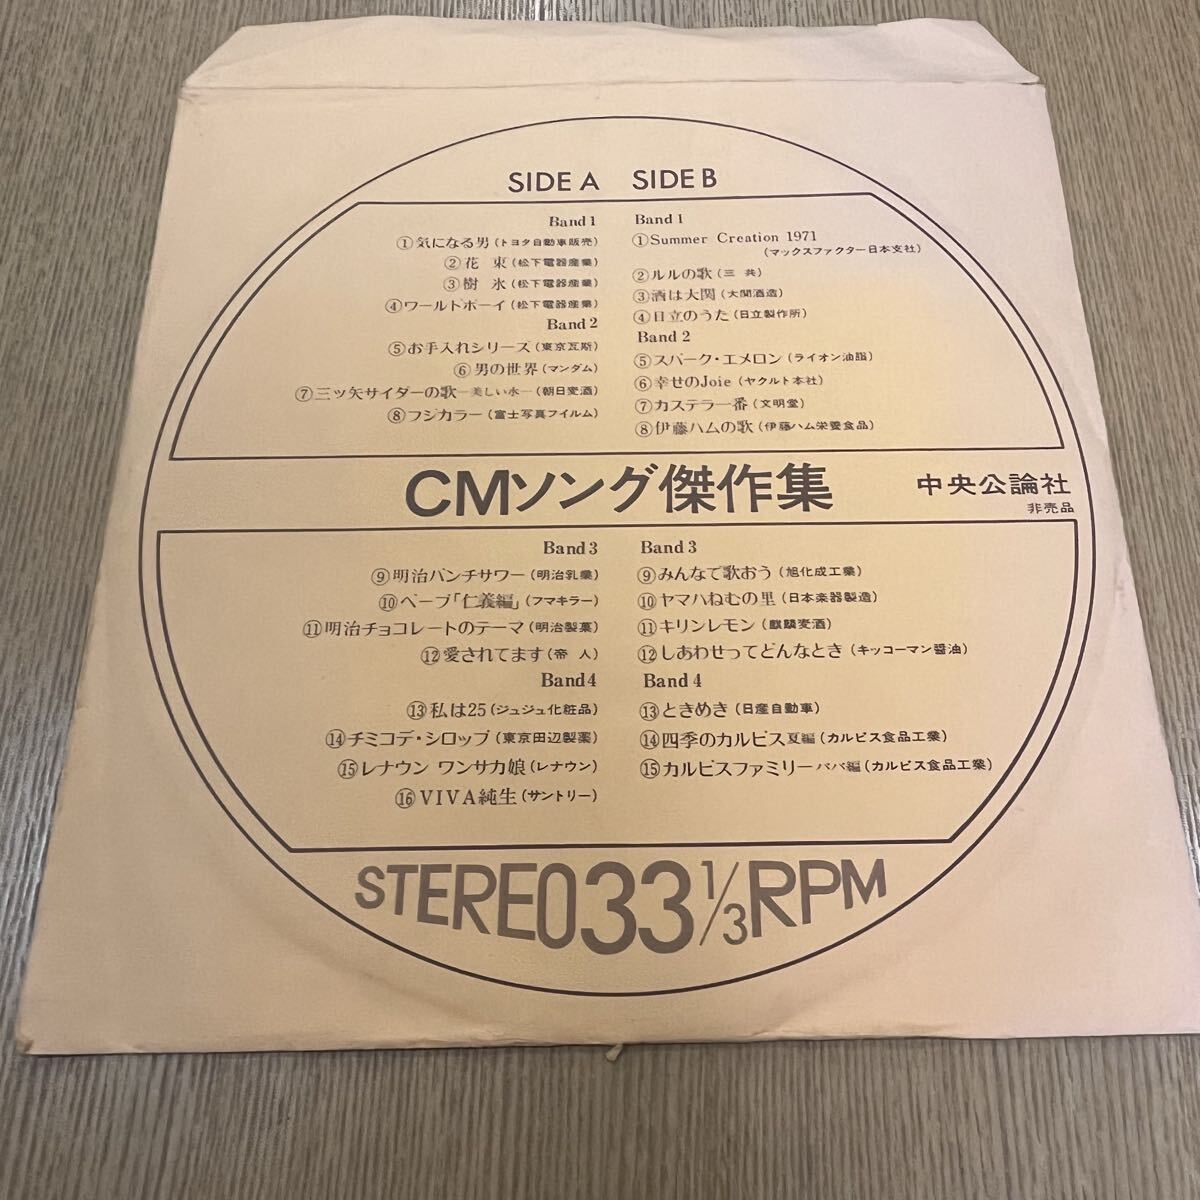 SIDE A
Band 1
①気になる男(トヨタ自動車販売)
②花 束(松下電器産業)
③樹 氷(松下電器産業)
④ワールドボーイ(松下電器産業)
Band 2
⑤お手入れシリーズ(東京瓦斯)
⑥男の世界(マンダム)
⑦三ツ矢サイダーの歌—美しい水—(朝日麦酒)
⑧フジカラー(富士写真フイルム)
SIDE B
Band 1
①Summer Creation 1971
(マックスファクター日本支社)
②ルルの歌(三 共)
③酒は大関(大関酒造)
④日立のうた(日立製作所)
Band 2
⑤スパーク・エメロン(ライオン油脂)
⑥幸せのJoie(ヤクルト本社)
⑦カステラ一番(文明堂)
⑧伊藤ハムの歌(伊藤ハム栄養食品)
CMソング傑作集
中央公論社
非売品
Band 3
⑨明治パンチサワー(明治乳業)
⑩ベープ「仁義編」(フマキラー)
⑪明治チョコレートのテーマ(明治製菓)
⑫愛されてます(帝 人)
Band 4
⑬私は25(ジュジュ化粧品)
⑭チミコデ・シロップ(東京田辺製薬)
⑮レナウン ワンサカ娘(レナウン)
⑯VIVA純生(サントリー)
Band 3
⑨みんなで歌おう(旭化成工業)
⑩ヤマハねむの里(日本楽器製造)
⑪キリンレモン(麒麟麦酒)
⑫しあわせってどんなとき(キッコーマン醤油)
Band 4
⑬ときめき(日産自動車)
⑭四季のカルピス夏編(カルピス食品工業)
⑮カルピスファミリーパパ編(カルピス食品工業)
STEREO 33 1/3 RPM